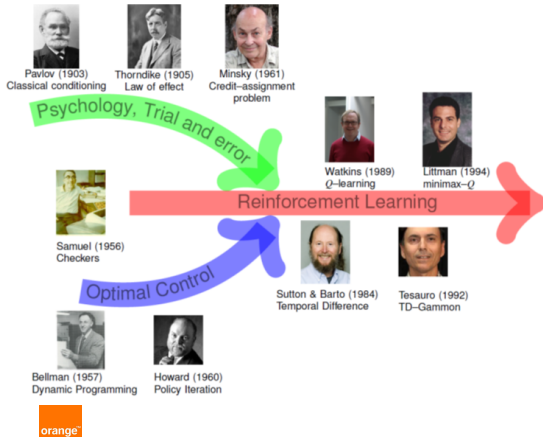 Pavlov (1903)
Classical conditioning
Thorndike (1905)
Law of effect
Minsky (1961)
Credit–assignment
problem
Psychology, Trial and error
Watkins (1989)
Q–learning
Littman (1994)
minimax–Q
Reinforcement Learning
Samuel (1956)
Checkers
Optimal Control
Sutton & Barto (1984)
Temporal Difference
Tesauro (1992)
TD–Gammon
Bellman (1957)
Dynamic Programming
Howard (1960)
Policy Iteration
orange™